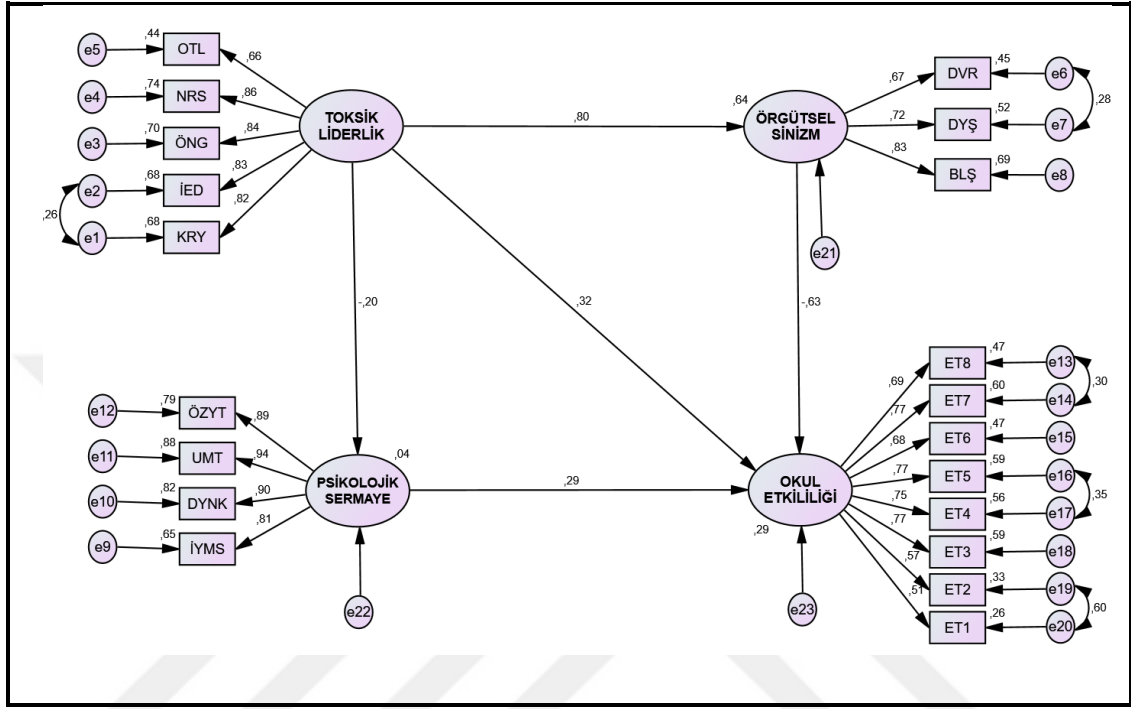 e5
,44
OTL
,66
e4
,74
NRS
,86
e3
,70
ÖNG
,84
e2
,68
İED
,83
,26
e1
,68
KRY
,82
TOKSİK
LİDERLİK
,80
,64
ÖRGÜTSEL
SİNİZM
,67
DVR
,45
e6
,72
DYŞ
,52
e7
,28
,83
BLŞ
,69
e8
e21
-,20
,32
-,63
e12
,79
ÖZYT
,89
e11
,88
UMT
,94
e10
,82
DYNK
,90
e9
,65
İYMS
,81
,04
PSİKOLOJİK
SERMAYE
e22
,29
OKUL
ETKİLİLİĞİ
,29
e23
,69
ET8
,47
e13
,77
ET7
,60
e14
,30
,68
ET6
,47
e15
,77
ET5
,59
e16
,75
ET4
,56
e17
,35
,77
ET3
,59
e18
,57
ET2
,33
e19
,51
ET1
,26
e20
,60